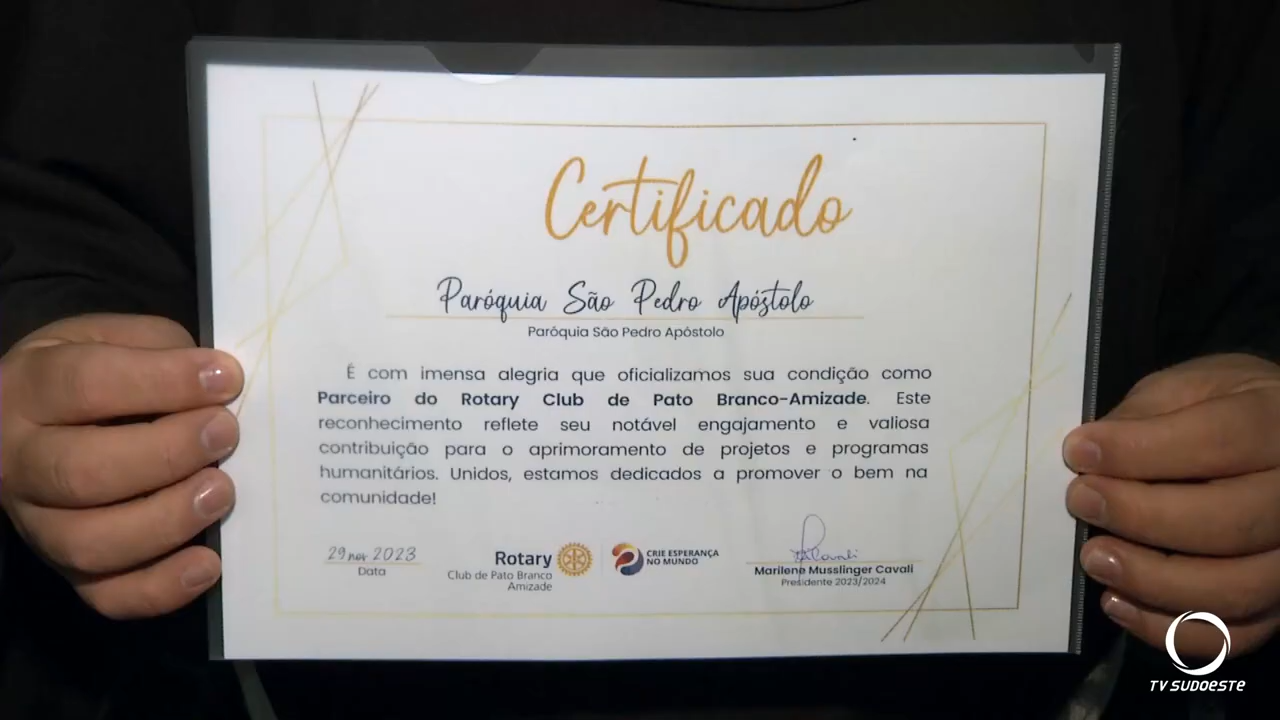 Certificado
Paróquia São Pedro Apóstolo
Paróquia São Pedro Apóstolo
É com imensa alegria que oficializamos sua condição como
Parceiro do Rotary Club de Pato Branco-Amizade. Este
reconhecimento reflete seu notável engajamento e valiosa
contribuição para o aprimoramento de projetos e programas
humanitários. Unidos, estamos dedicados a promover o bem na
comunidade!
29 nov 2023
Data
Rotary
Club de Pato Branco
Amizade
CRIE ESPERANÇA
NO MUNDO
Marilene Musslinger Cavali
Presidente 2023/2024
TV SUDOESTE